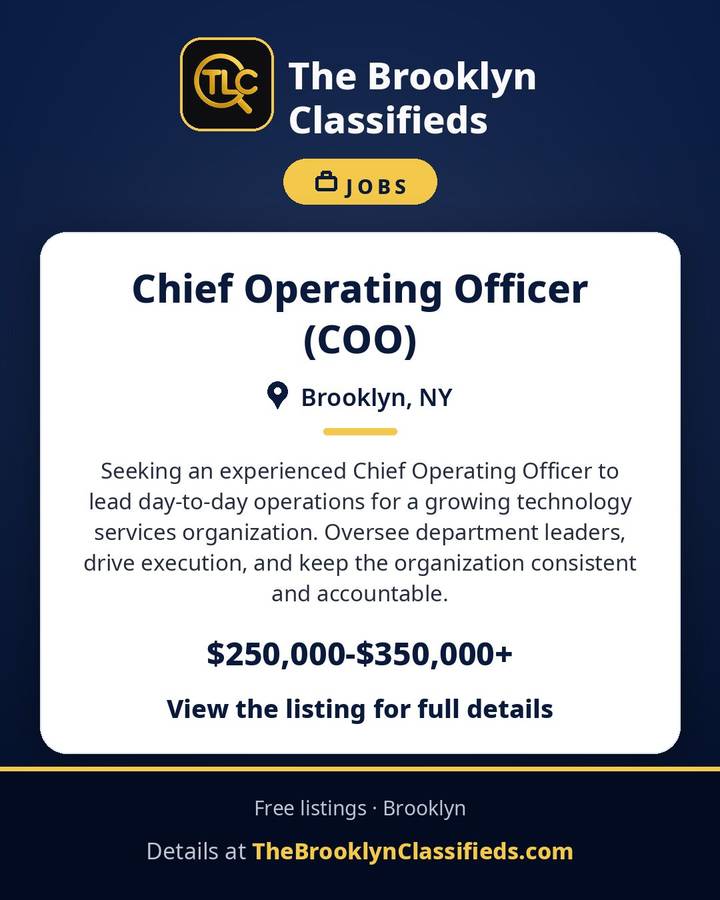 TLC
The Brooklyn
Classifieds
JOBS
Chief Operating Officer
(COO)
Brooklyn, NY
Seeking an experienced Chief Operating Officer to
lead day-to-day operations for a growing technology
services organization. Oversee department leaders,
drive execution, and keep the organization consistent
and accountable.
$250,000-$350,000+
View the listing for full details
Free listings · Brooklyn
Details at TheBrooklynClassifieds.com